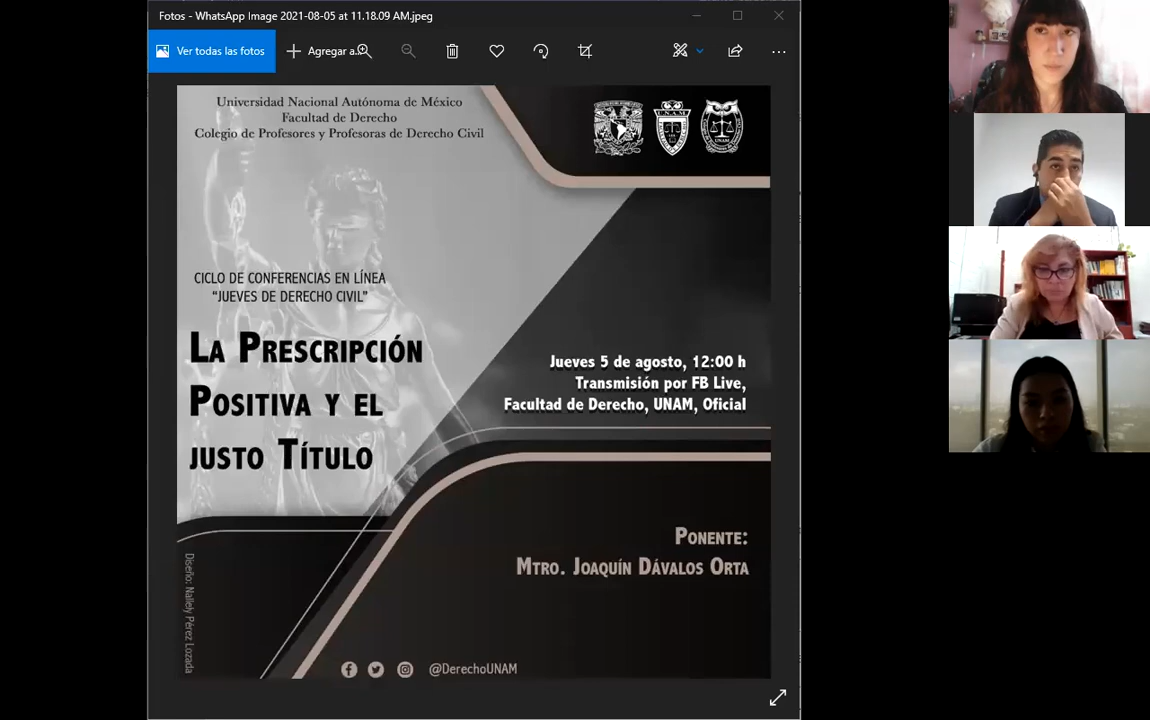 Fotos - WhatsApp Image 2021-08-05 at 11.18.09 AM.jpeg
Ver todas las fotos
Agregar a...
Universidad Nacional Autónoma de México
Facultad de Derecho
Colegio de Profesores y Profesoras de Derecho Civil
CICLO DE CONFERENCIAS EN LÍNEA
“JUEVES DE DERECHO CIVIL”
LA PRESCRIPCIÓN
POSITIVA Y EL
JUSTO TÍTULO
Jueves 5 de agosto, 12:00 h
Transmisión por FB Live,
Facultad de Derecho, UNAM, Oficial
PONENTE:
MTRO. JOAQUÍN DÁVALOS ORTA
Diseño: Nallely Pérez Lozada
@DerechoUNAM